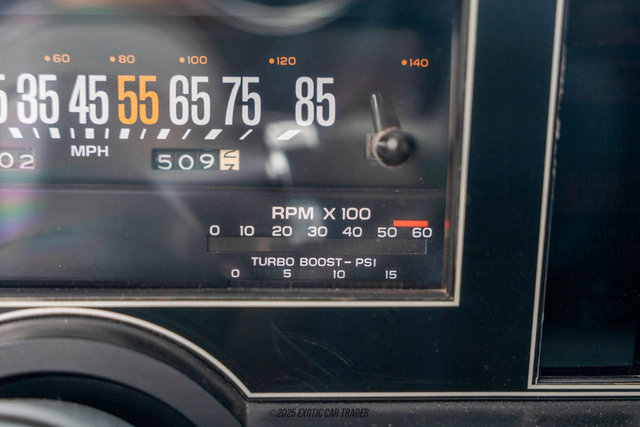 60 80 100 120 140
35 45 55 65 75 85
MPH
02 509
RPM X 100
0 10 20 30 40 50 60
TURBO BOOST-PSI
0 5 10 15
©2025 EXOTIC CAR TRADER